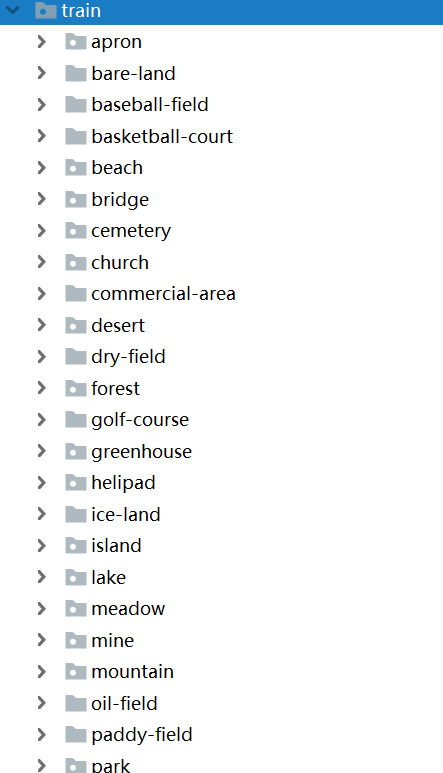 train
apron
bare-land
baseball-field
basketball-court
beach
bridge
cemetery
church
commercial-area
desert
dry-field
forest
golf-course
greenhouse
helipad
ice-land
island
lake
meadow
mine
mountain
oil-field
paddy-field
park